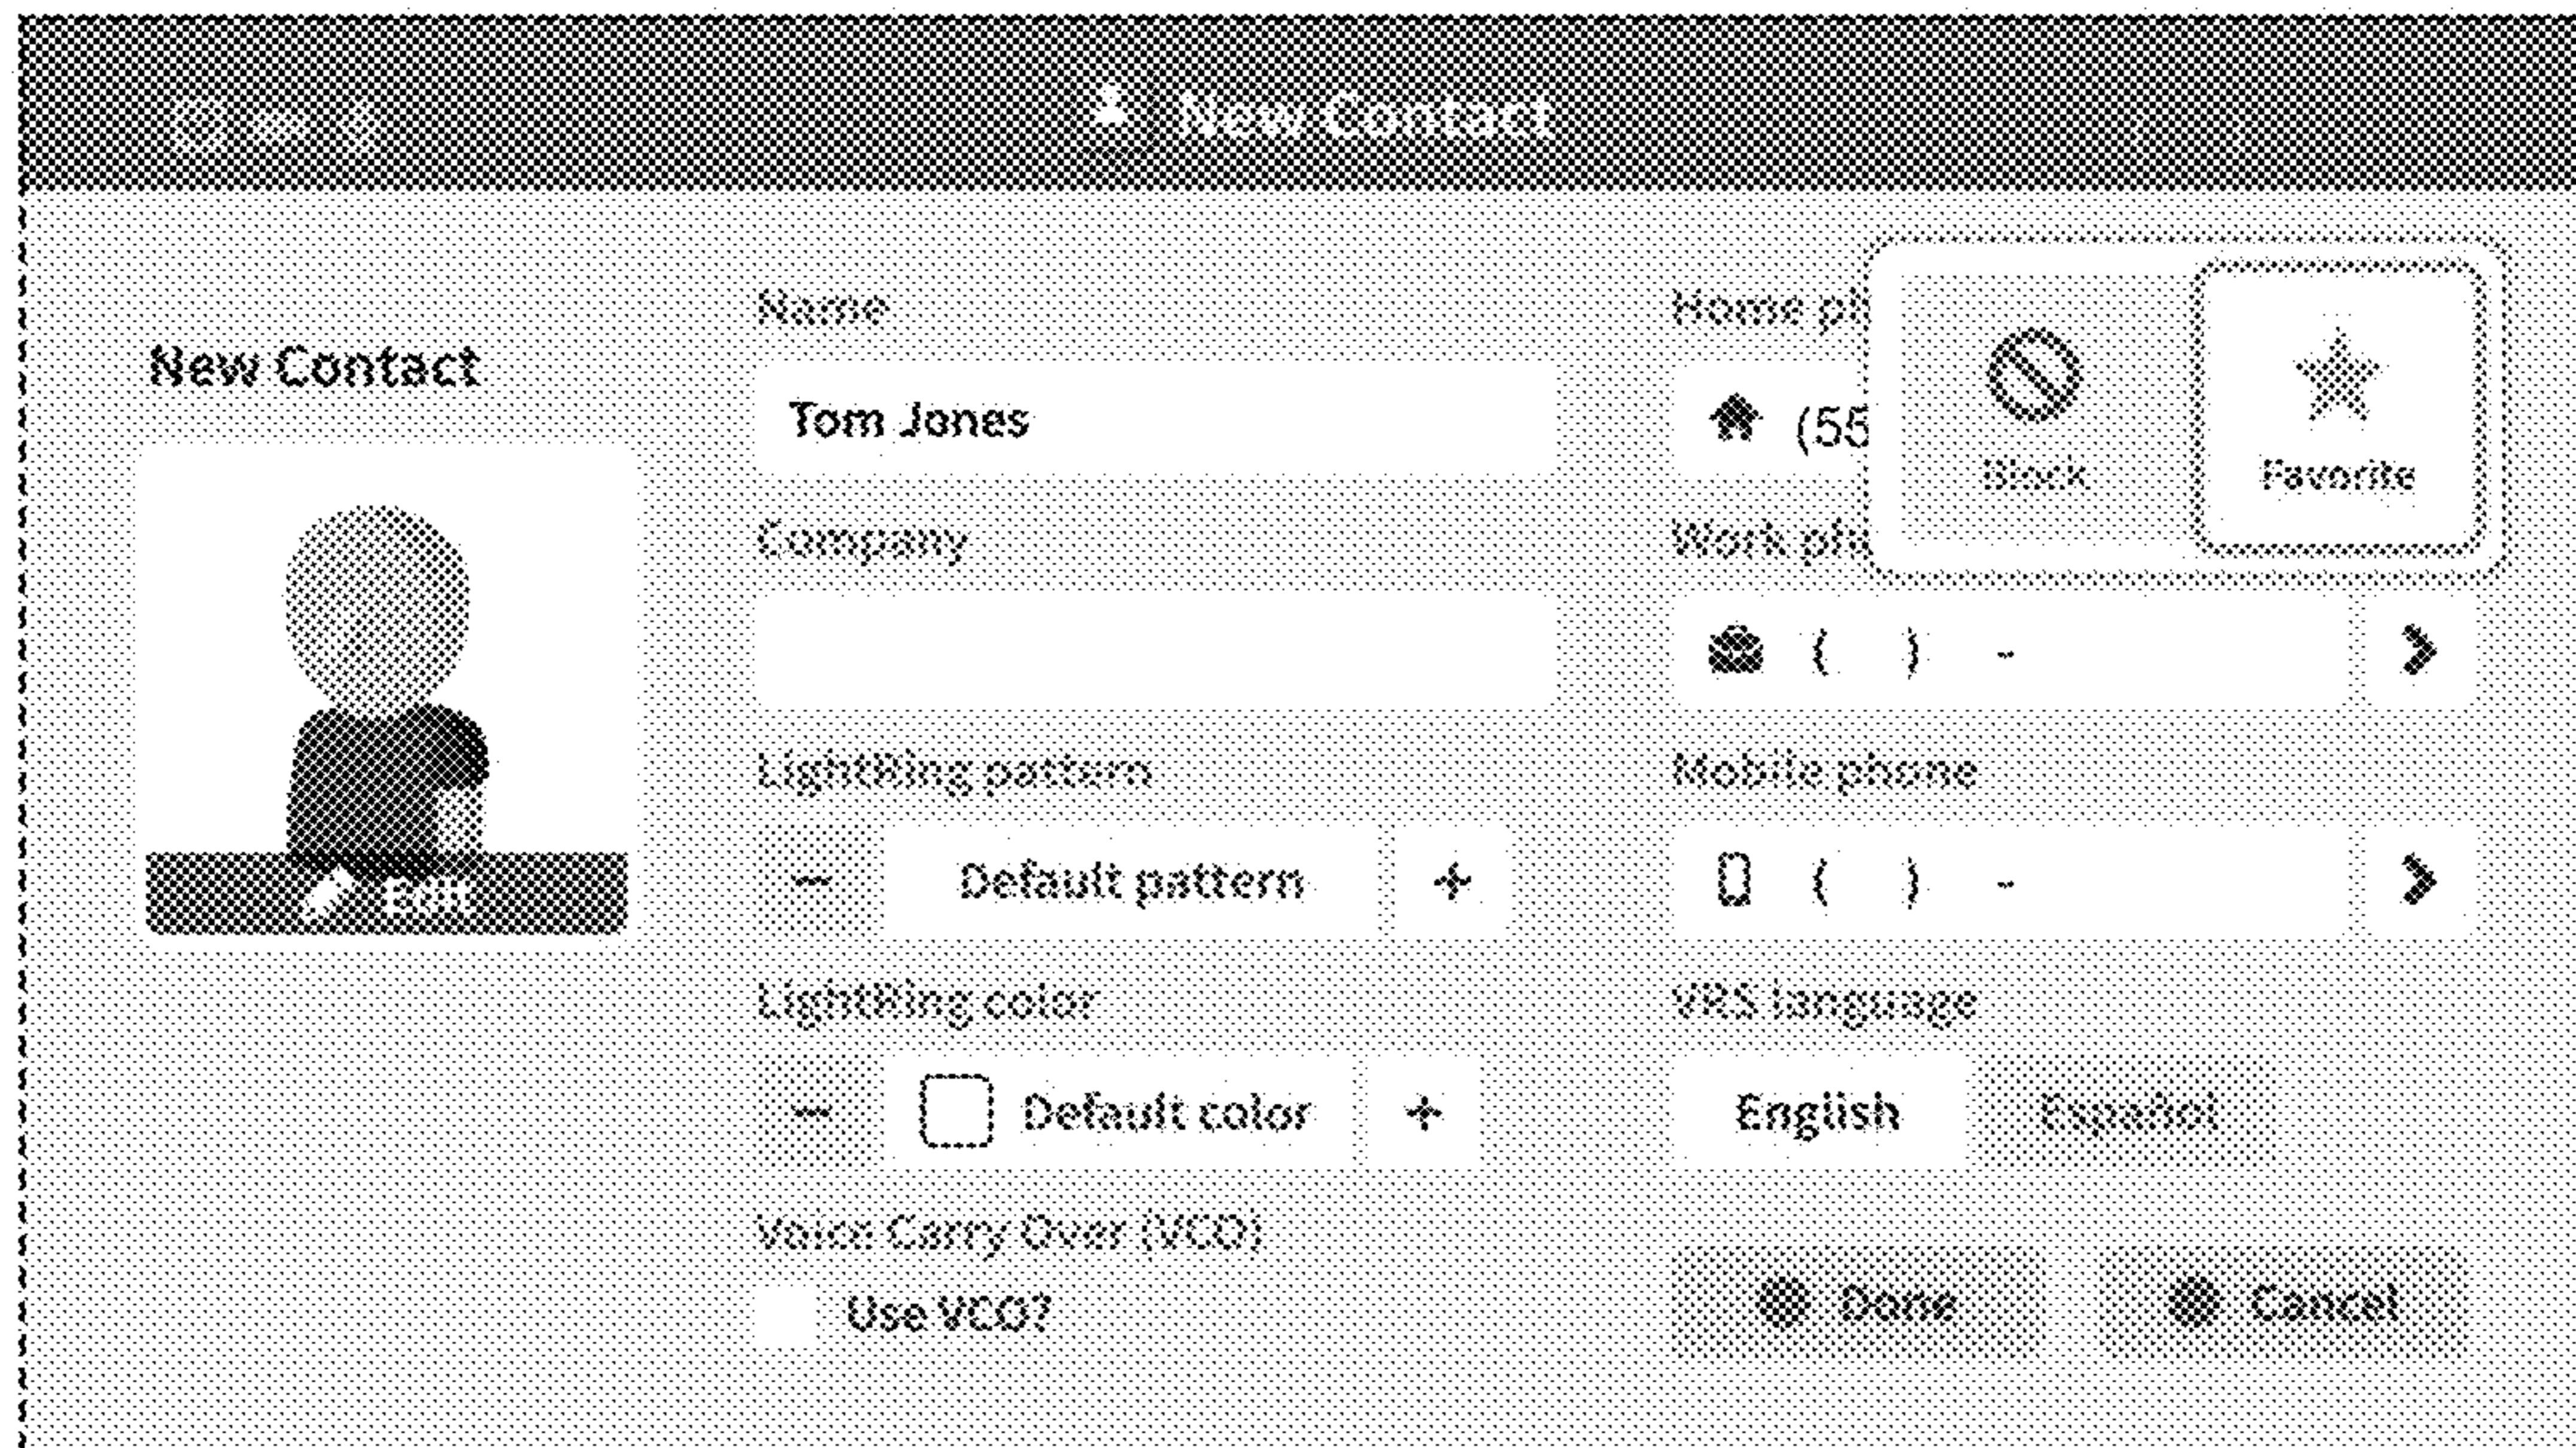 New Contact
New Contact
Edit
Name
Tom Jones
Company
LightRing pattern
− Default pattern +
LightRing color
− Default color +
Voice Carry Over (VCO)
Use VCO?
Home ph
(55
Block
Favorite
Work pho
( ) -
Mobile phone
( ) -
VRS language
English Español
Done Cancel